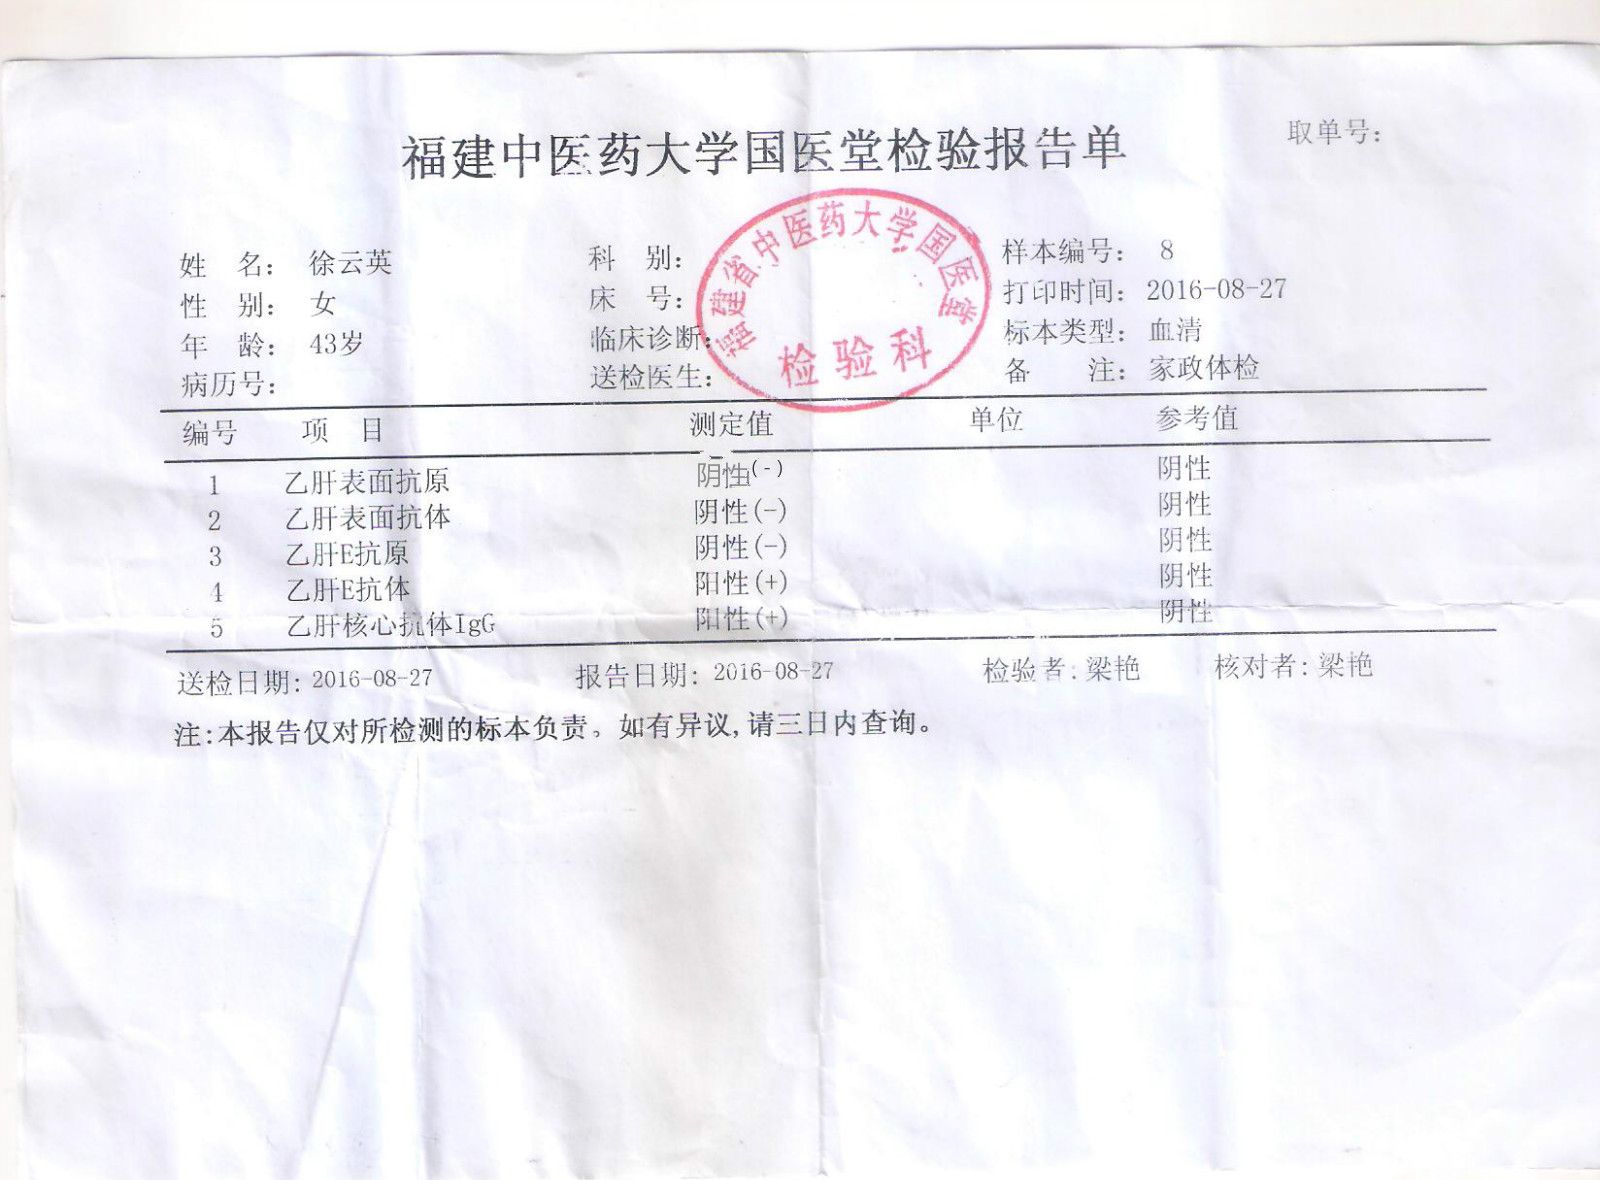 取单号:
福建中医药大学国医堂检验报告单
福建省中医药大学国医堂
检验科
姓 名: 徐云英 科 别: 样本编号: 8
性 别: 女 床 号: 打印时间: 2016-08-27
年 龄: 43岁 临床诊断: 标本类型: 血清
病历号: 送检医生: 备 注: 家政体检
编号 项 目 测定值 单位 参考值
1 乙肝表面抗原 阴性(-) 阴性
2 乙肝表面抗体 阴性(-) 阴性
3 乙肝E抗原 阴性(-) 阴性
4 乙肝E抗体 阳性(+) 阴性
5 乙肝核心抗体IgG 阳性(+) 阴性
送检日期: 2016-08-27 报告日期: 2016-08-27 检验者: 梁艳 核对者: 梁艳
注:本报告仅对所检测的标本负责。如有异议,请三日内查询。